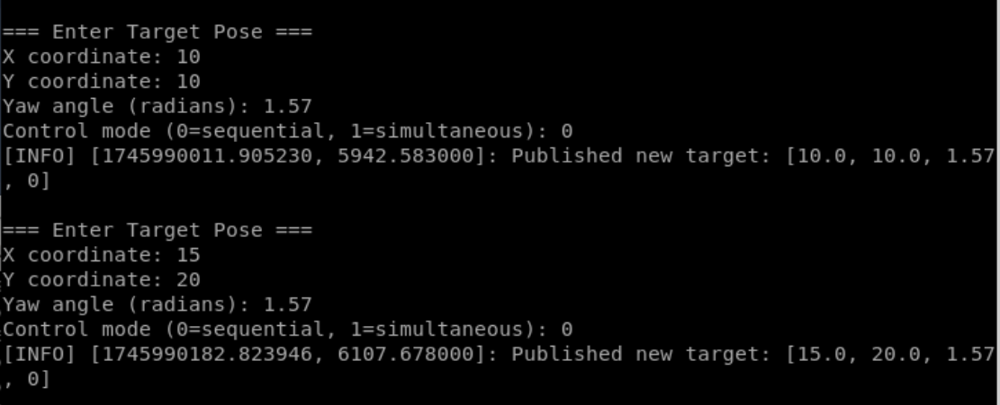 === Enter Target Pose ===
X coordinate: 10
Y coordinate: 10
Yaw angle (radians): 1.57
Control mode (0=sequential, 1=simultaneous): 0
[INFO] [1745990011.905230, 5942.583000]: Published new target: [10.0, 10.0, 1.57
, 0]
=== Enter Target Pose ===
X coordinate: 15
Y coordinate: 20
Yaw angle (radians): 1.57
Control mode (0=sequential, 1=simultaneous): 0
[INFO] [1745990182.823946, 6107.678000]: Published new target: [15.0, 20.0, 1.57
, 0]